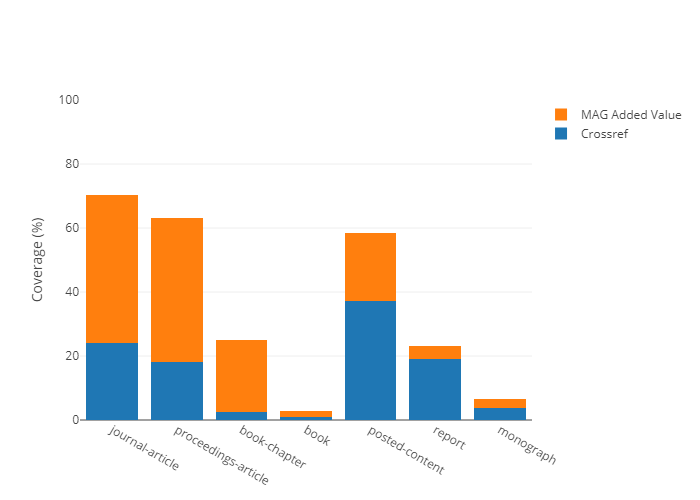 100
80
60
40
20
0
Coverage (%)
journal-article
proceedings-article
book-chapter
book
posted-content
report
monograph
MAG Added Value
Crossref